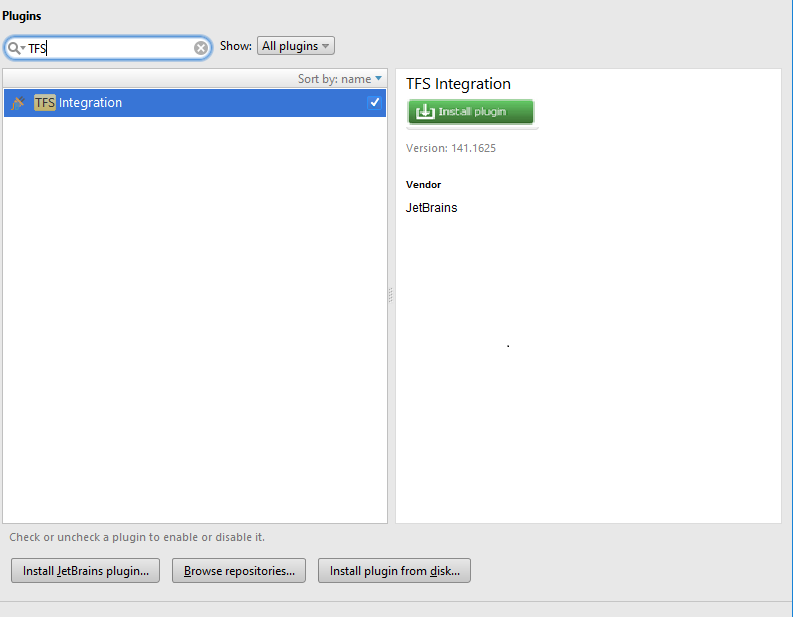 Plugins
TFS
Show: All plugins
Sort by: name
TFS Integration
TFS Integration
Install plugin
Version: 141.1625
Vendor
JetBrains
Check or uncheck a plugin to enable or disable it.
Install JetBrains plugin...
Browse repositories...
Install plugin from disk...